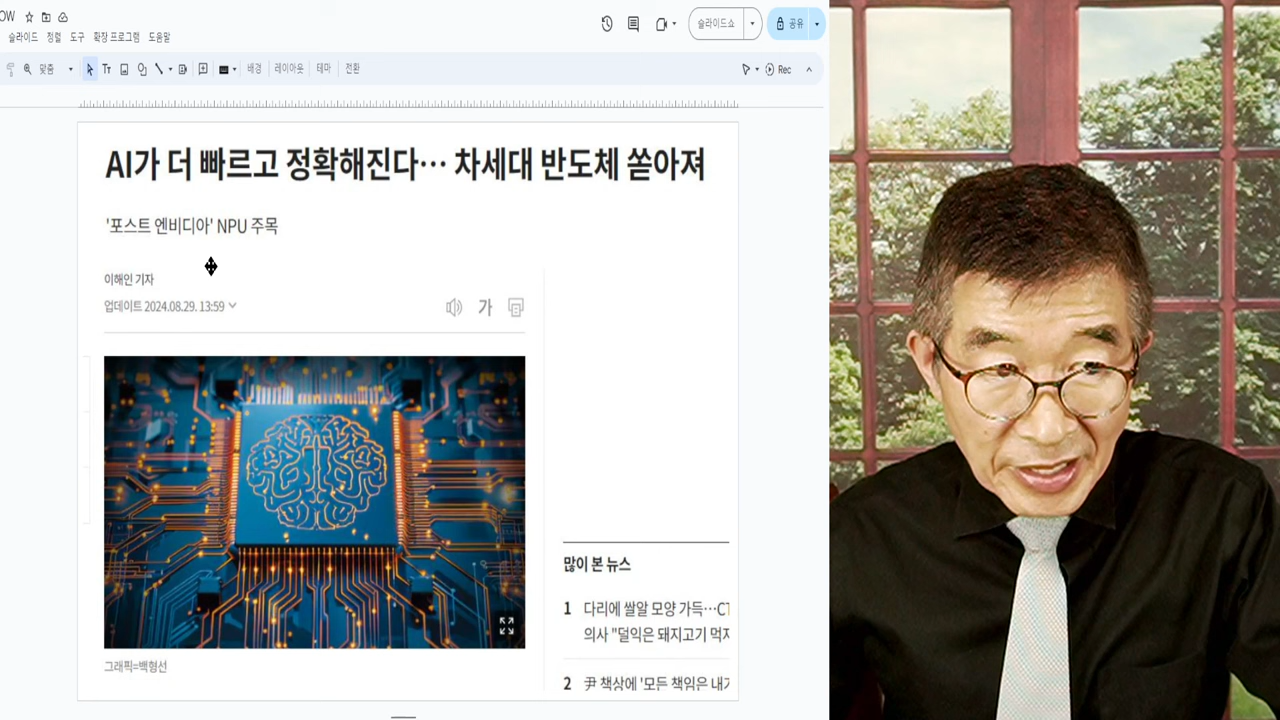 OW
슬라이드 정렬 도구 확장 프로그램 도움말
슬라이드쇼
공유
맞춤
Tr
배경 레이아웃 테마 전환
Rec
AI가 더 빠르고 정확해진다… 차세대 반도체 쏟아져
'포스트 엔비디아' NPU 주목
이해인 기자
업데이트 2024.08.29. 13:59
가
그래픽=백형선
많이 본 뉴스
1 다리에 쌀알 모양 가득…CT
의사 "덜익은 돼지고기 먹지
2 尹 책상에 '모든 책임은 내가